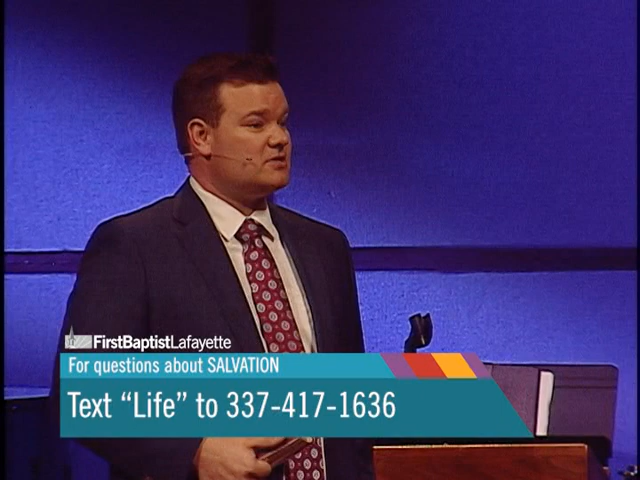 FirstBaptistLafayette
For questions about SALVATION
Text “Life” to 337-417-1636